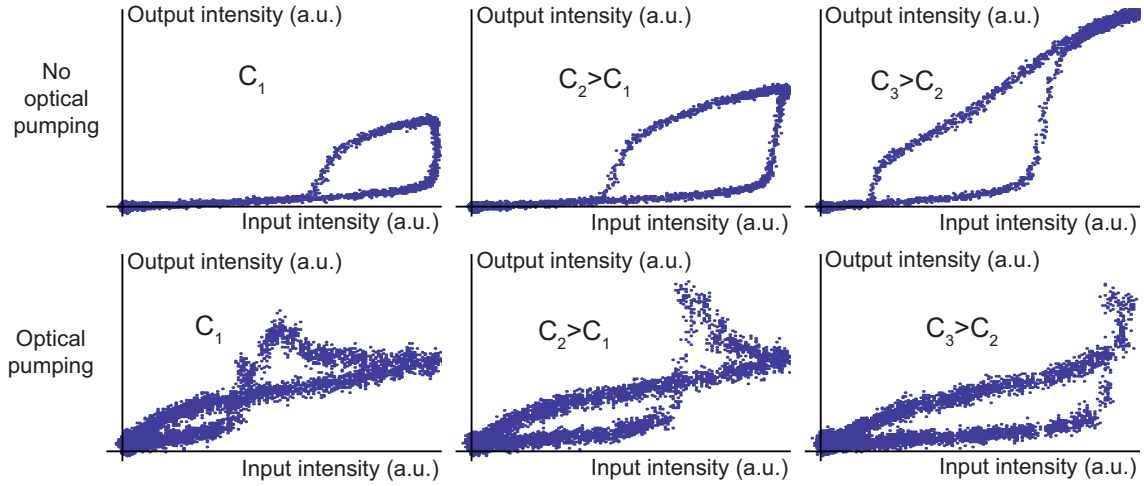 Output intensity (a.u.)
Output intensity (a.u.)
Output intensity (a.u.)
No
optical
pumping
C₁
C₂>C₁
C₃>C₂
Input intensity (a.u.)
Input intensity (a.u.)
Input intensity (a.u.)
Output intensity (a.u.)
Output intensity (a.u.)
Output intensity (a.u.)
Optical
pumping
C₁
C₂>C₁
C₃>C₂
Input intensity (a.u.)
Input intensity (a.u.)
Input intensity (a.u.)